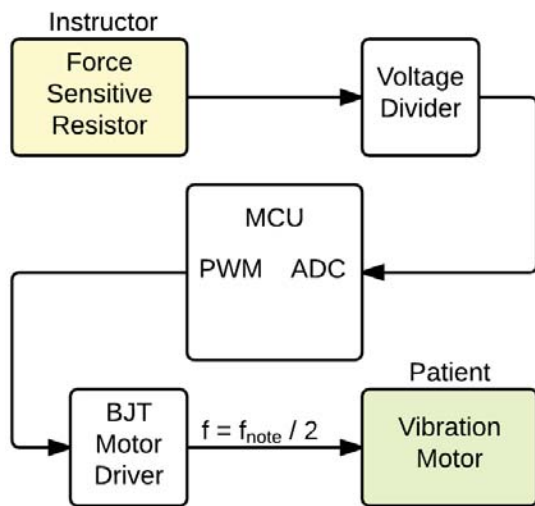 Instructor
Force
Sensitive
Resistor
Voltage
Divider
MCU
PWM ADC
BJT
Motor
Driver
f = fnote / 2
Patient
Vibration
Motor